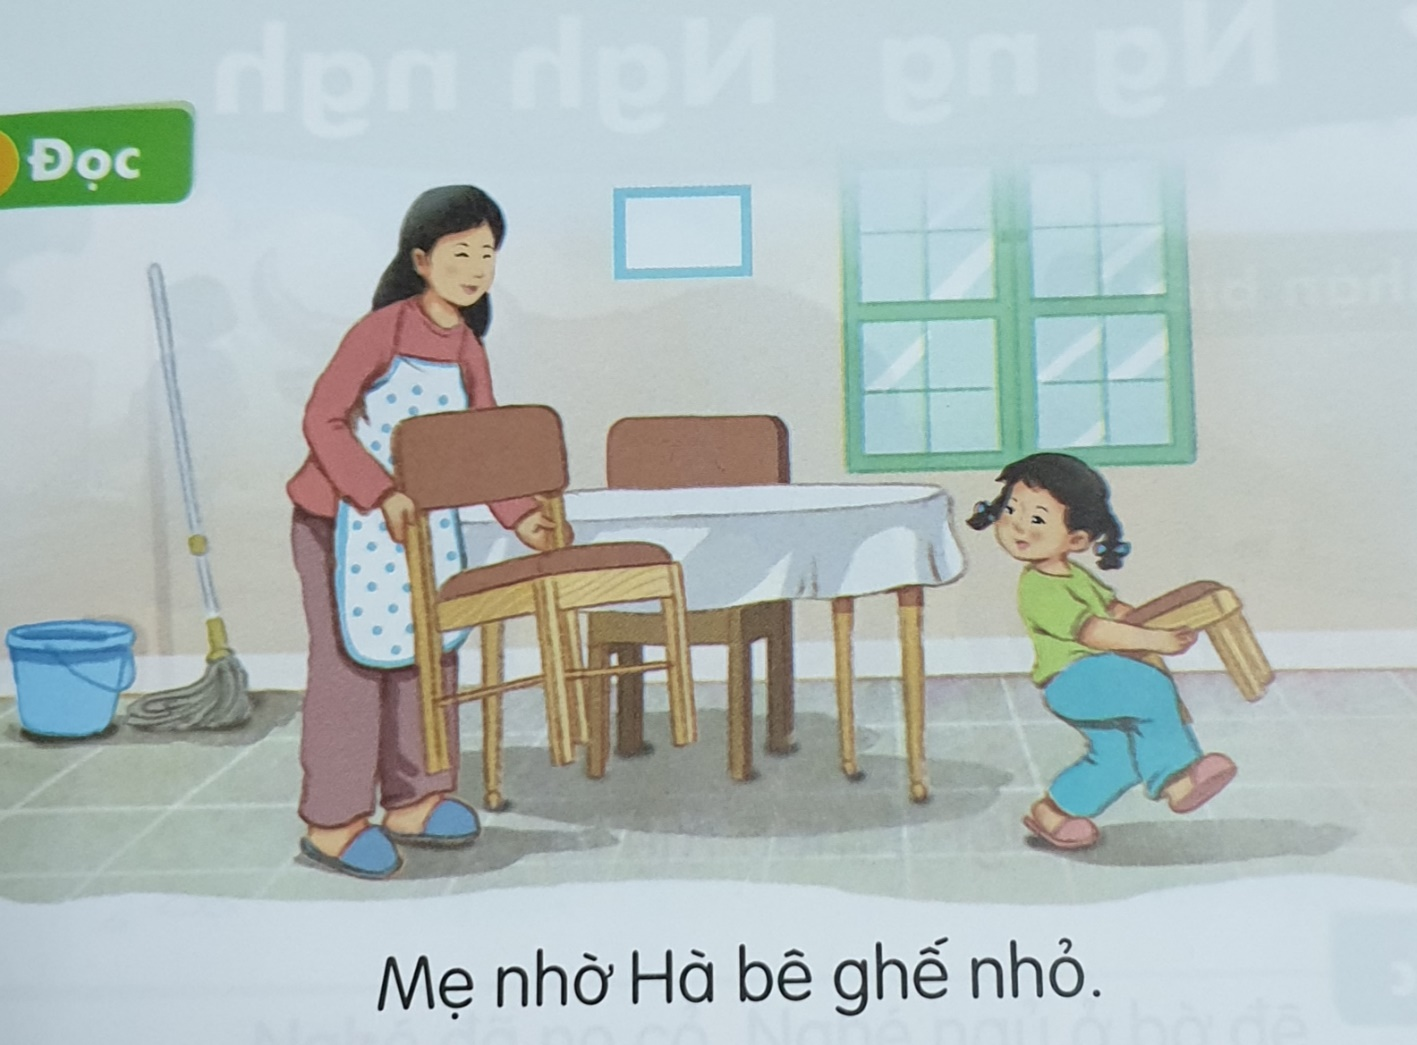 Đọc
Mẹ nhờ Hà bê ghế nhỏ.